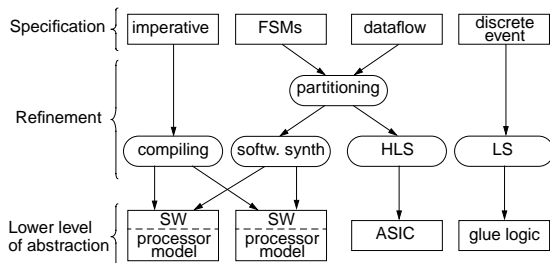 Specification
imperative
FSMs
dataflow
discrete
event
Refinement
partitioning
compiling
softw. synth
HLS
LS
Lower level
of abstraction
SW
processor
model
SW
processor
model
ASIC
glue logic